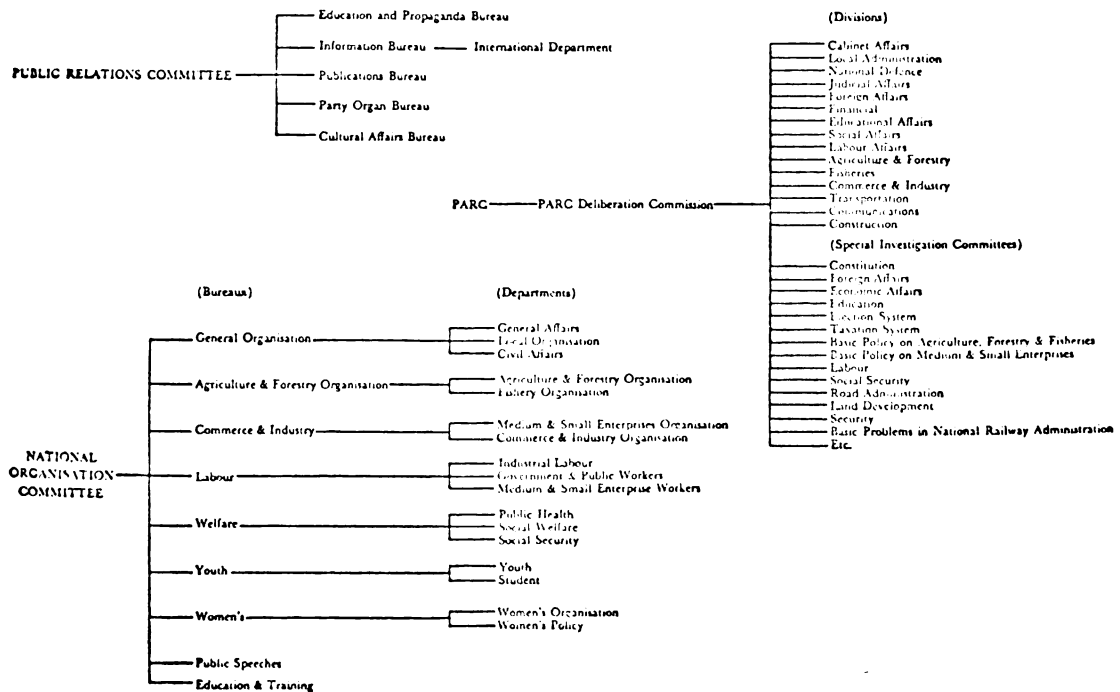 PUBLIC RELATIONS COMMITTEE
Education and Propaganda Bureau
Information Bureau
International Department
Publications Bureau
Party Organ Bureau
Cultural Affairs Bureau
PARC
PARC Deliberation Commission
(Divisions)
Cabinet Affairs
Local Administration
National Defence
Judicial Affairs
Foreign Affairs
Financial
Educational Affairs
Social Affairs
Labour Affairs
Agriculture & Forestry
Fisheries
Commerce & Industry
Transportation
Communications
Construction
(Special Investigation Committees)
Constitution
Foreign Affairs
Economic Affairs
Education
Election System
Taxation System
Basic Policy on Agriculture, Forestry & Fisheries
Basic Policy on Medium & Small Enterprises
Labour
Social Security
Road Administration
Land Development
Security
Basic Problems in National Railway Administration
Etc.
NATIONAL
ORGANISATION
COMMITTEE
(Bureaux)
(Departments)
General Organisation
General Affairs
Local Organisation
Civil Affairs
Agriculture & Forestry Organisation
Agriculture & Forestry Organisation
Fishery Organisation
Commerce & Industry
Medium & Small Enterprises Organisation
Commerce & Industry Organisation
Labour
Industrial Labour
Government & Public Workers
Medium & Small Enterprise Workers
Welfare
Public Health
Social Welfare
Social Security
Youth
Youth
Student
Women's
Women's Organisation
Women's Policy
Public Speeches
Education & Training